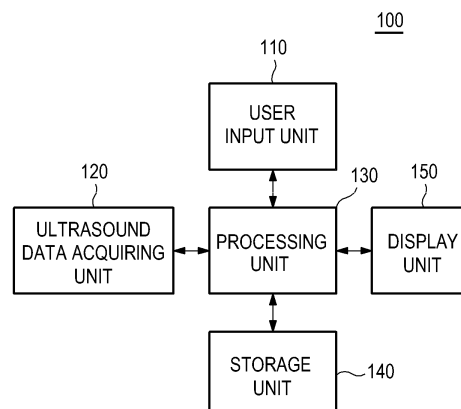 100
110
USER
INPUT UNIT
120
130
150
ULTRASOUND
DATA ACQUIRING
UNIT
PROCESSING
UNIT
DISPLAY
UNIT
STORAGE
UNIT
140